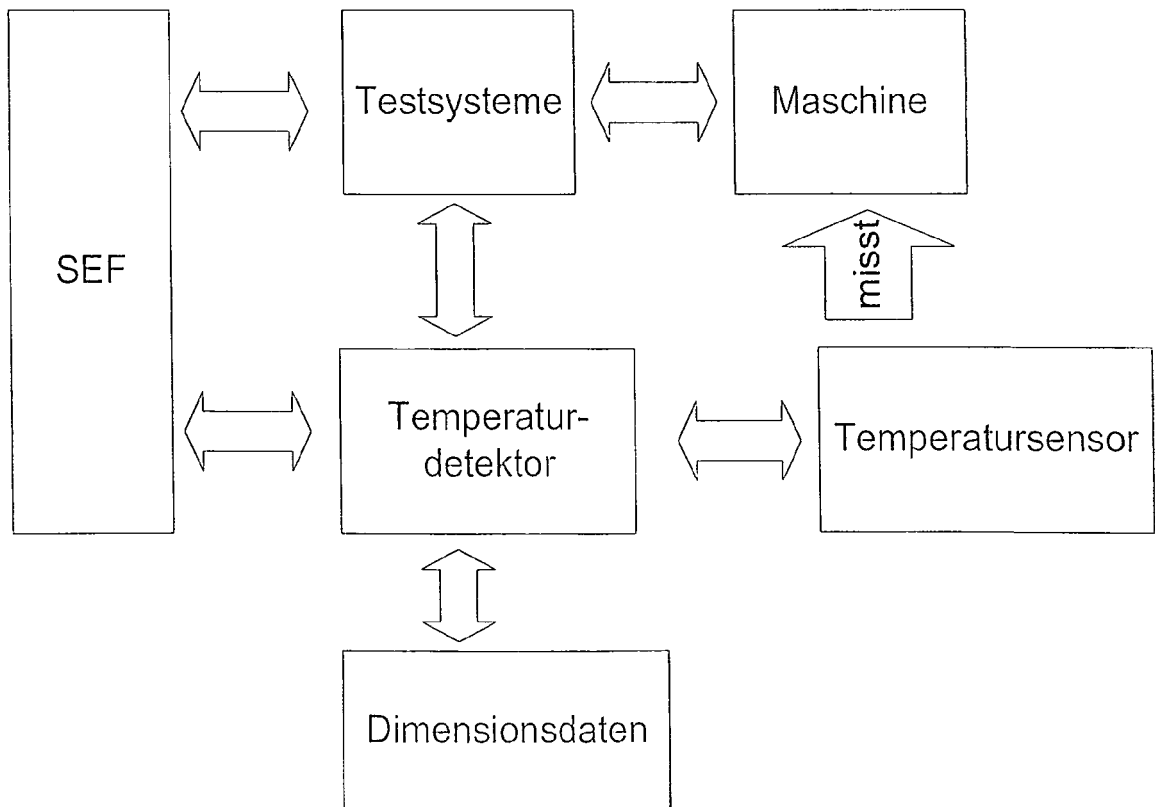 Testsysteme
Maschine
SEF
misst
Temperatur-
detektor
Temperatursensor
Dimensionsdaten